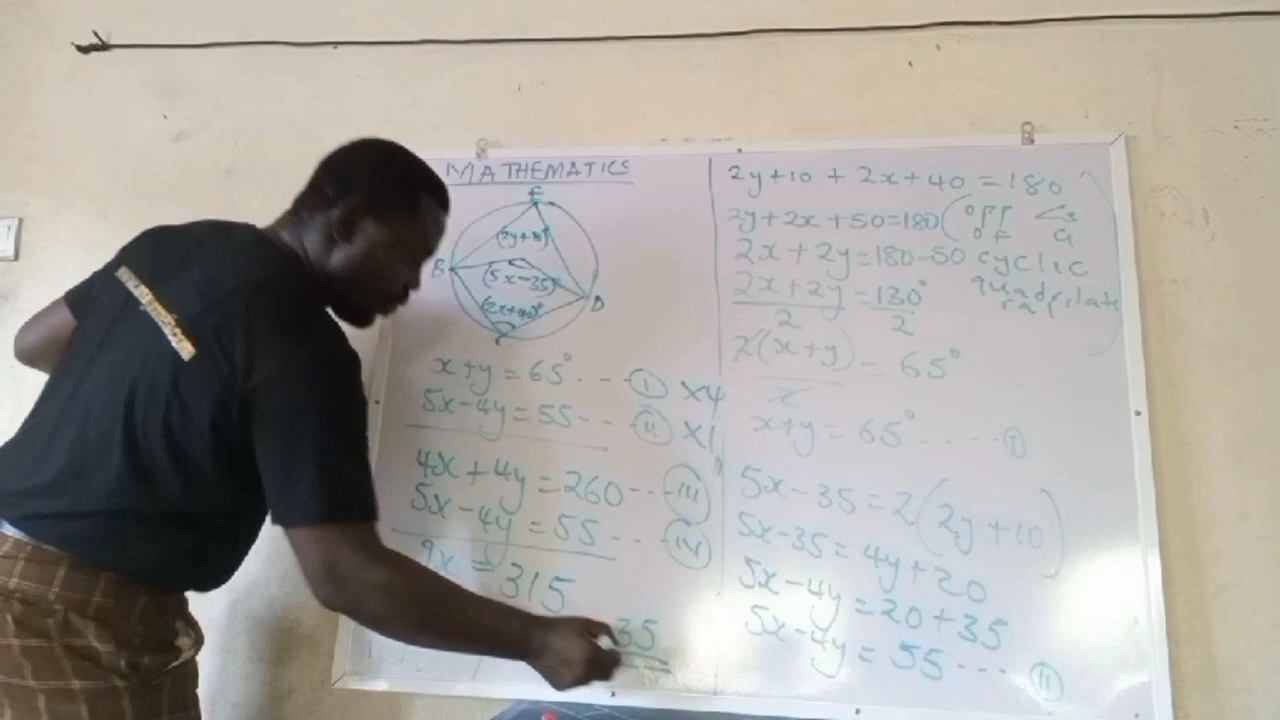 MATHEMATICS
E
(2y+10)°
B
(5x-35)°
D
(2x+40)°
C
x+y=65°----(I) ×4
5x-4y=55--(II) ×1
4x+4y=260--(III)
5x-4y=55...(IV)
9x=315
35
2y+10+2x+40=180
2y+2x+50=180 (opp <s
2x+2y=180-50 of a cyclic
2x+2y=130° quadrilateral
2 2
2(x+y)=65°
2
x+y=65°.....(I)
5x-35=2(2y+10)
5x-35=4y+20
5x-4y=20+35
5x-4y=55....(II)